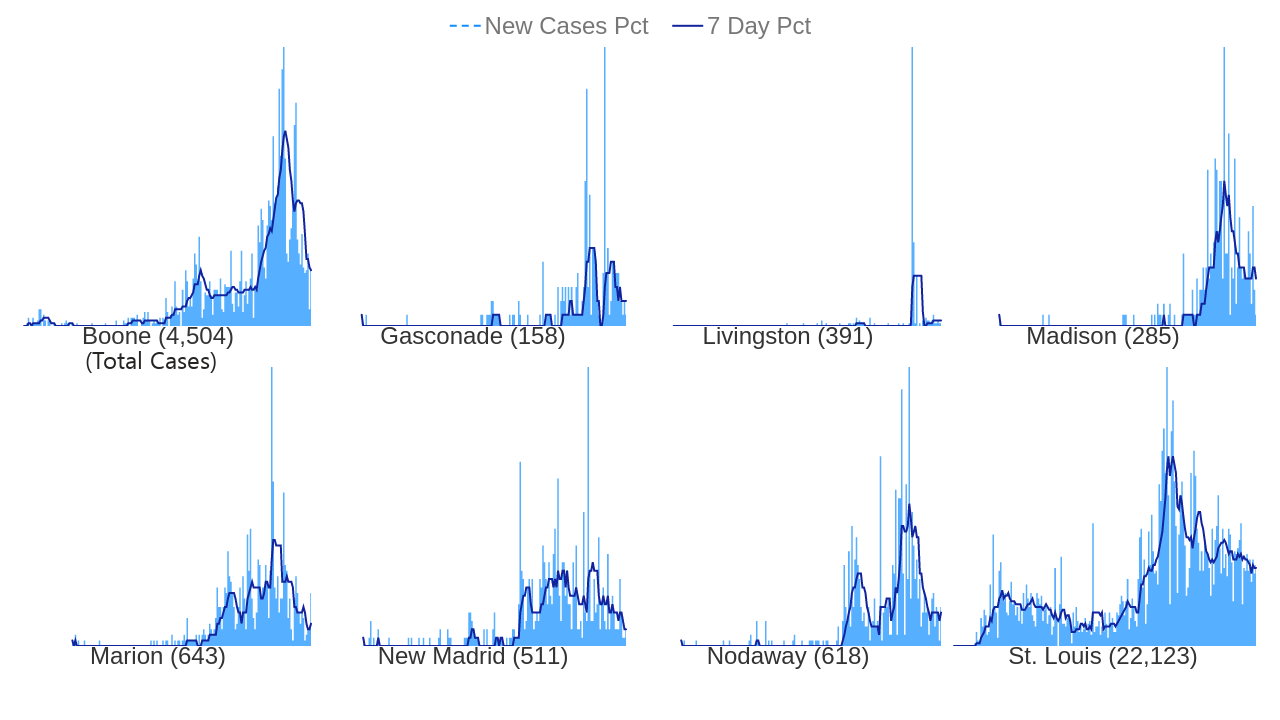 New Cases Pct 7 Day Pct
Boone (4,504) Gasconade (158) Livingston (391) Madison (285)
(Total Cases)
Marion (643) New Madrid (511) Nodaway (618) St. Louis (22,123)